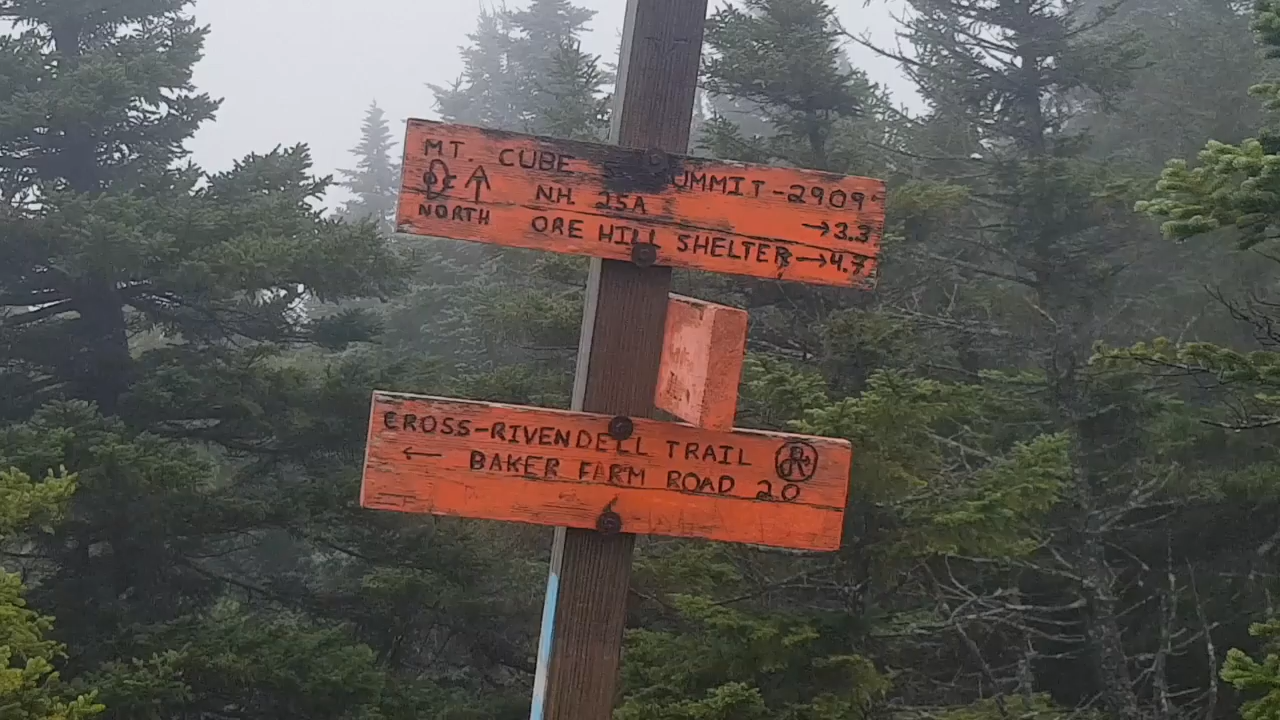 MT. CUBE S. SUMMIT-2909'
NH. 25A →3.3
NORTH ORE HILL SHELTER→4.7
CROSS-RIVENDELL TRAIL
← BAKER FARM ROAD 2.0